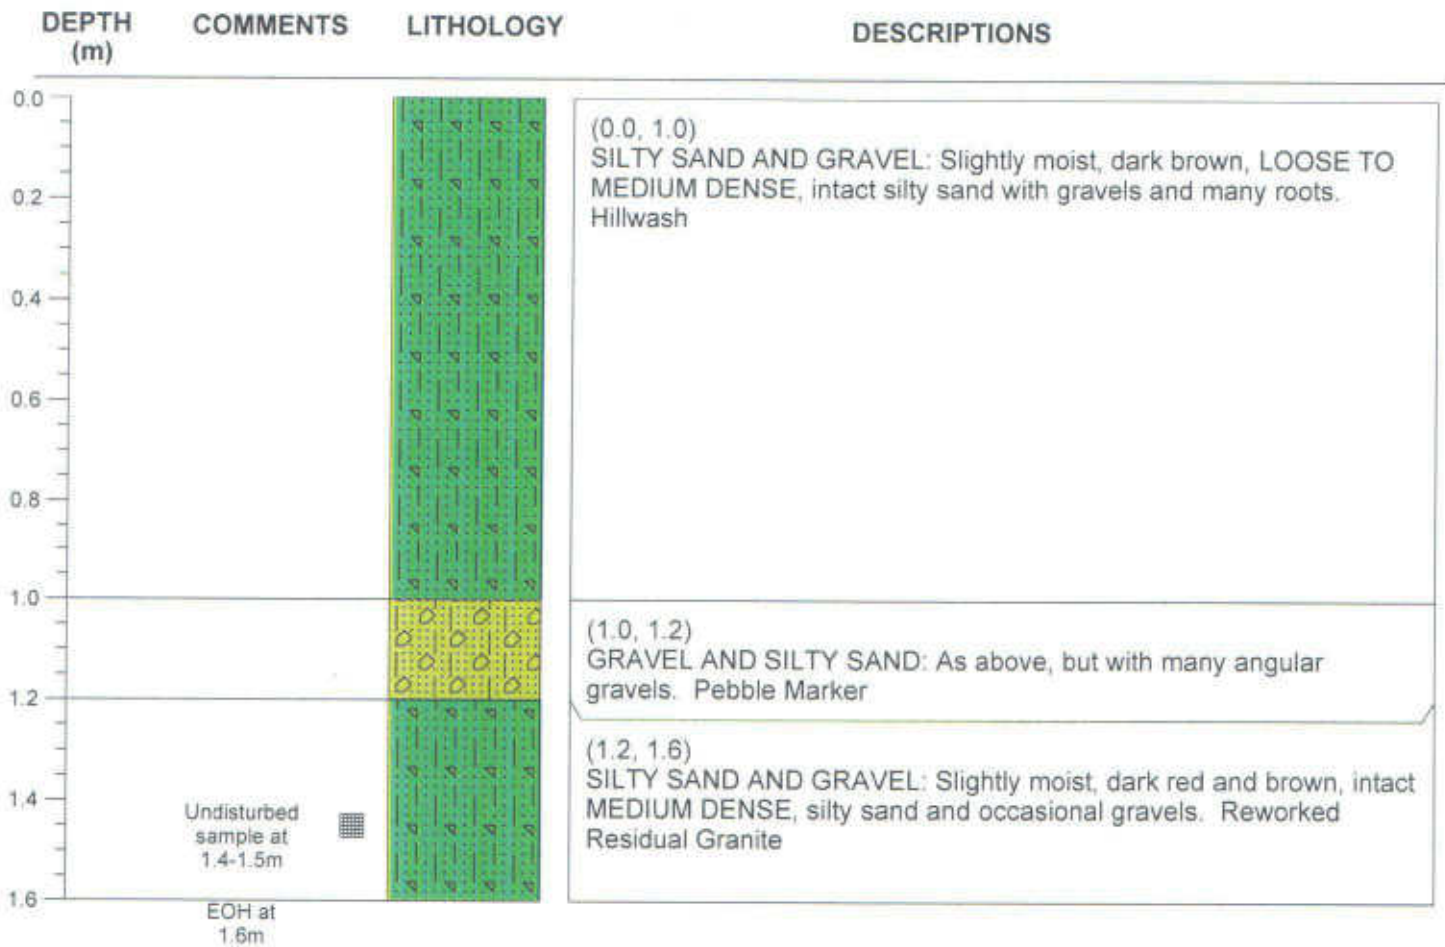 DEPTH
(m)
COMMENTS
LITHOLOGY
DESCRIPTIONS
0.0
0.2
0.4
0.6
0.8
1.0
1.2
1.4
1.6
Undisturbed
sample at
1.4-1.5m
EOH at
1.6m
(0.0, 1.0)
SILTY SAND AND GRAVEL: Slightly moist, dark brown, LOOSE TO
MEDIUM DENSE, intact silty sand with gravels and many roots.
Hillwash
(1.0, 1.2)
GRAVEL AND SILTY SAND: As above, but with many angular
gravels. Pebble Marker
(1.2, 1.6)
SILTY SAND AND GRAVEL: Slightly moist, dark red and brown, intact
MEDIUM DENSE, silty sand and occasional gravels. Reworked
Residual Granite